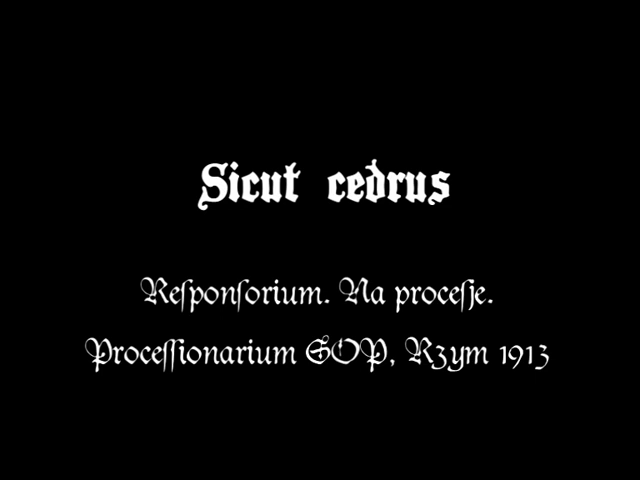 Sicut cedrus
Reſponſorium. Na proceſje.
Proceſſionarium SOP, Rzym 1913